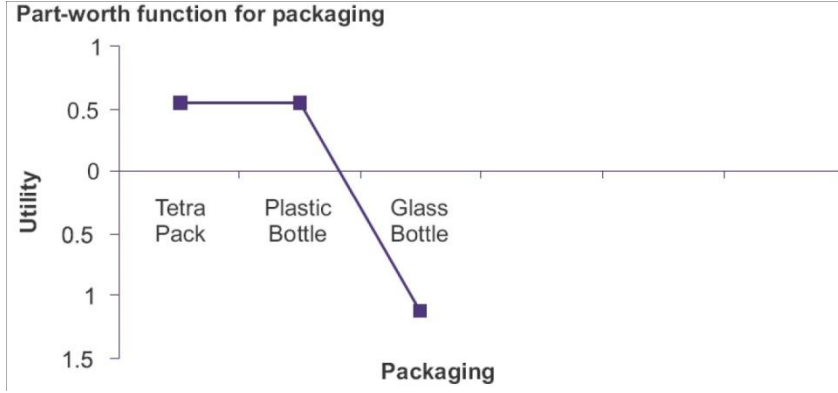 Part-worth function for packaging
1
0.5
0
0.5
1
1.5
Utility
Tetra
Pack
Plastic
Bottle
Glass
Bottle
Packaging